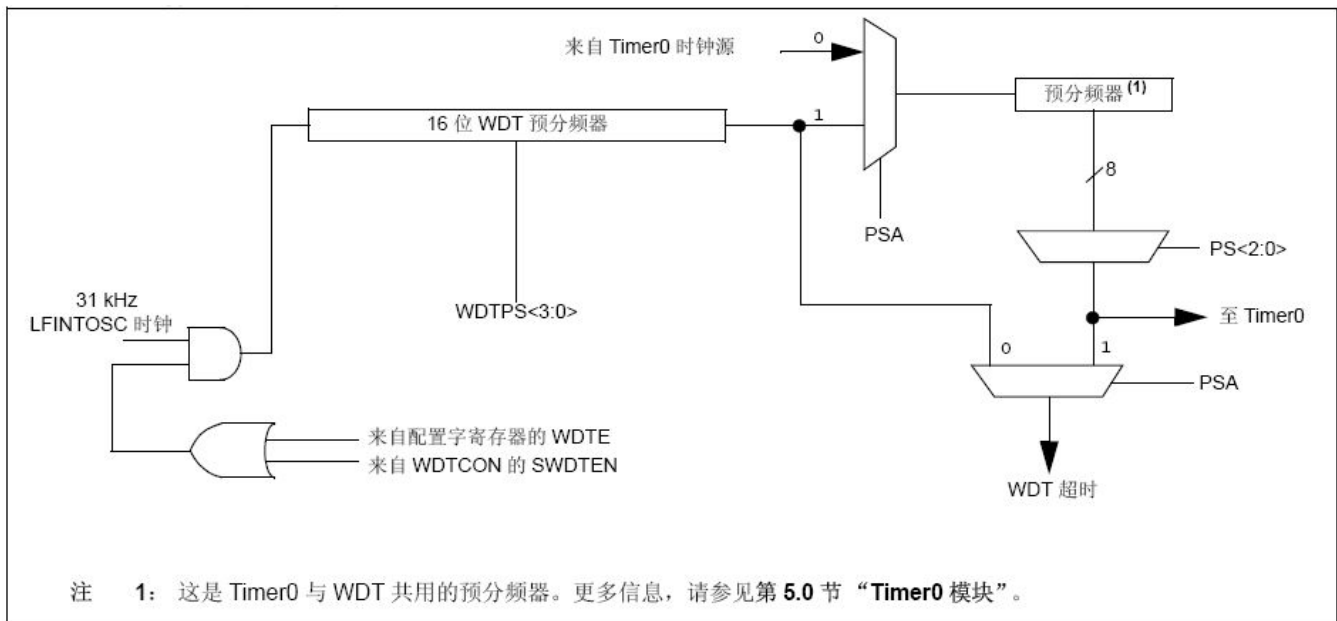 来自 Timer0 时钟源
0
预分频器(1)
16 位 WDT 预分频器
1
8
PSA
PS<2:0>
31 kHz
LFINTOSC 时钟
WDTPS<3:0>
至 Timer0
0
1
PSA
来自配置字寄存器的 WDTE
来自 WDTCON 的 SWDTEN
WDT 超时
注 1: 这是 Timer0 与 WDT 共用的预分频器。更多信息，请参见第 5.0 节 “Timer0 模块”。